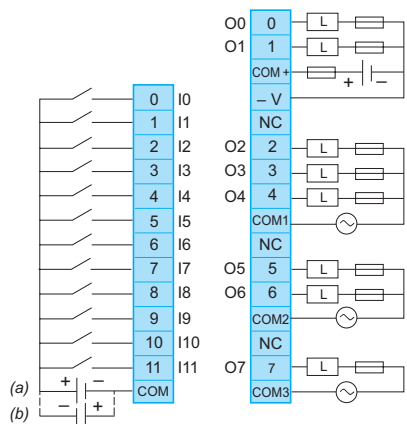 0 I0
1 I1
2 I2
3 I3
4 I4
5 I5
6 I6
7 I7
8 I8
9 I9
10 I10
11 I11
(a) + − COM
(b) − +
O0 0 L
O1 1 L
COM + + −
– V
NC
O2 2 L
O3 3 L
O4 4 L
COM1
NC
O5 5 L
O6 6 L
COM2
NC
O7 7 L
COM3